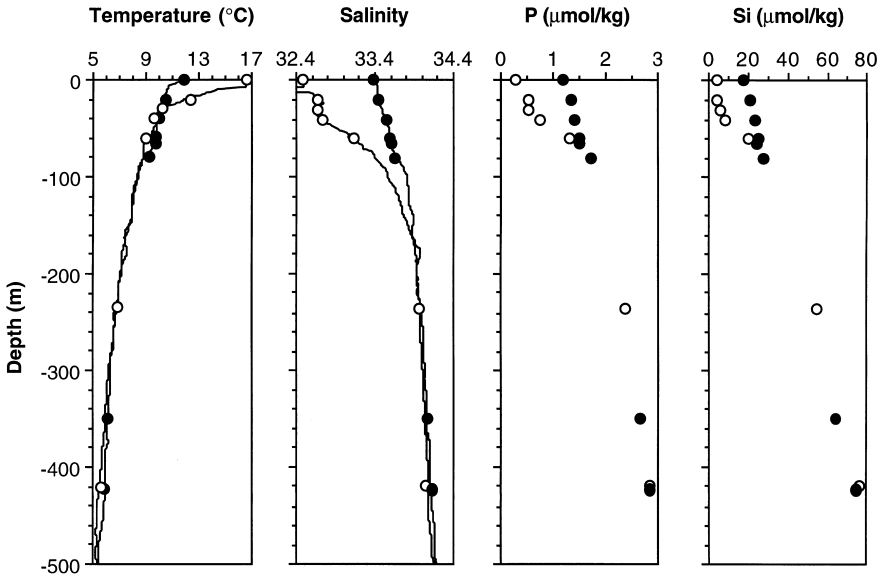 Temperature (°C) Salinity P (μmol/kg) Si (μmol/kg)
5 9 13 17 32.4 33.4 34.4 0 1 2 3 0 20 40 60 80
0
-100
-200
-300
-400
-500
Depth (m)